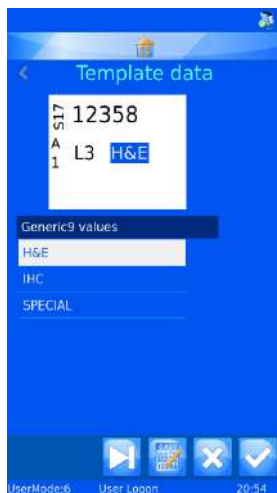 Template data
S17 12358
A 1 L3 H&E
Generic9 values
H&E
IHC
SPECIAL
UserMode:6 User Logon 20:54